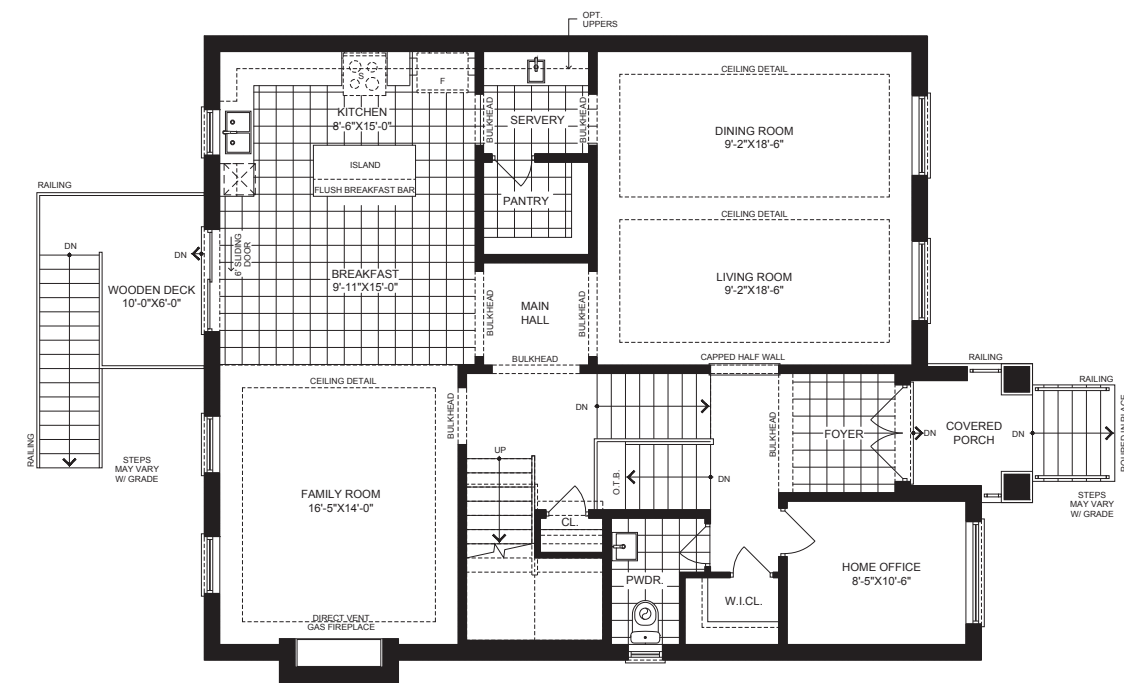 OPT.
UPPERS
S
F
KITCHEN
8'-6"X15'-0"
BULKHEAD
SERVERY
BULKHEAD
CEILING DETAIL
DINING ROOM
9'-2"X18'-6"
ISLAND
FLUSH BREAKFAST BAR
PANTRY
RAILING
DN
DN
WOODEN DECK
10'-0"X6'-0"
6' SLIDING
DOOR
BREAKFAST
9'-11"X15'-0"
BULKHEAD
MAIN
HALL
BULKHEAD
BULKHEAD
CEILING DETAIL
LIVING ROOM
9'-2"X18'-6"
CAPPED HALF WALL
RAILING
RAILING
CEILING DETAIL
BULKHEAD
DN
BULKHEAD
FOYER
DN
COVERED
PORCH
DN
POURED IN PLACE
RAILING
STEPS
MAY VARY
W/ GRADE
UP
O.T.B.
DN
STEPS
MAY VARY
W/ GRADE
FAMILY ROOM
16'-5"X14'-0"
CL.
PWDR.
W.I.CL.
HOME OFFICE
8'-5"X10'-6"
DIRECT VENT
GAS FIREPLACE